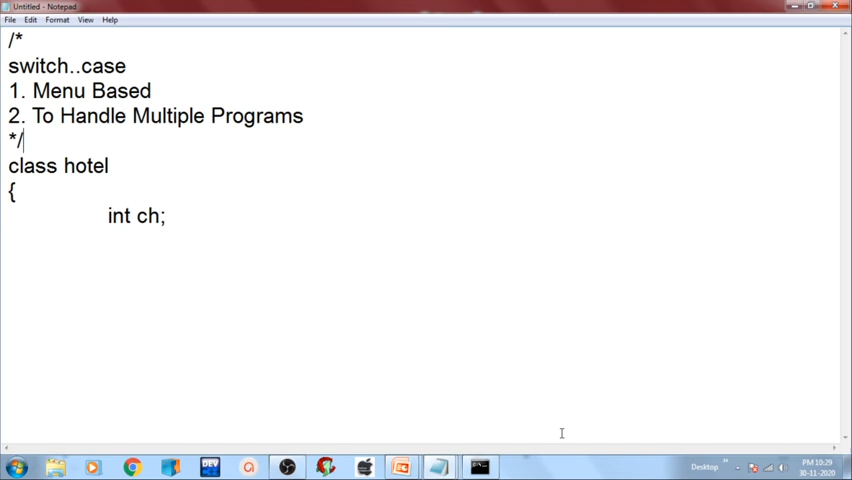 Untitled - Notepad
File Edit Format View Help
/*
switch..case
1. Menu Based
2. To Handle Multiple Programs
*/
class hotel
{
int ch;
DEV
Desktop
PM 10:29
30-11-2020